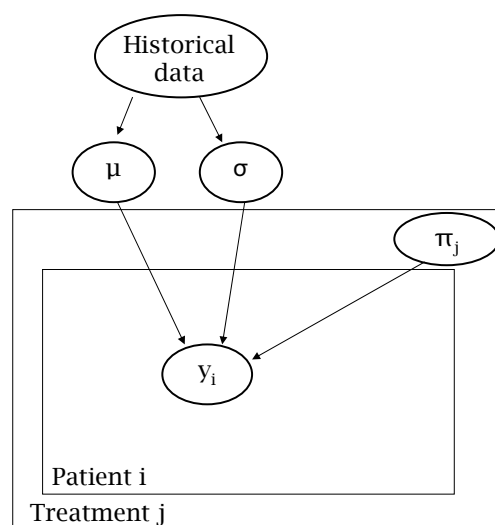 Historical
data
μ
σ
π_j
y_i
Patient i
Treatment j